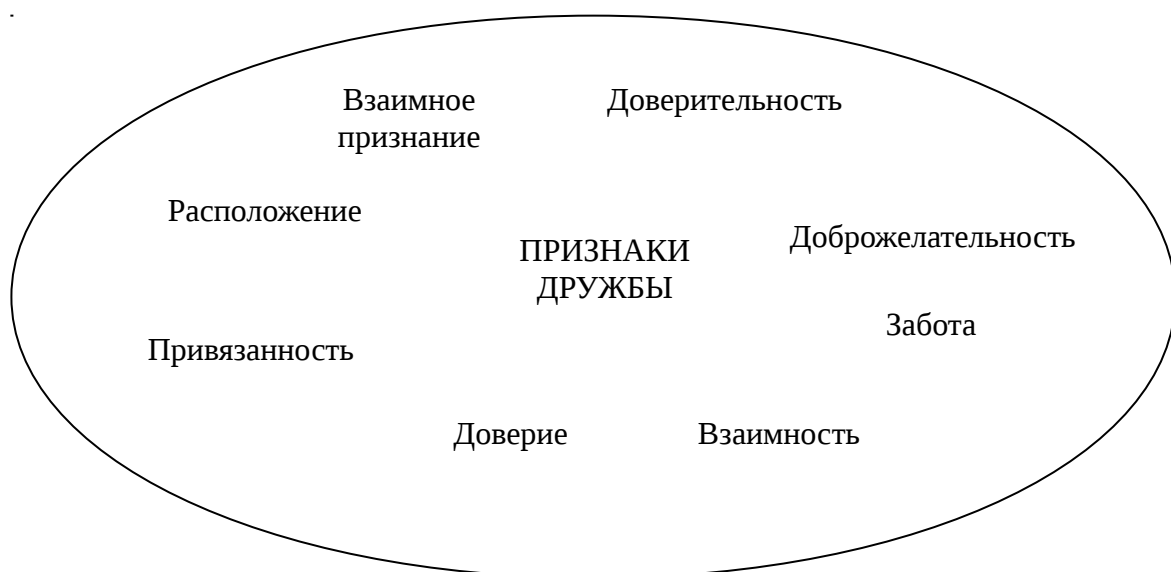 Взаимное
признание
Доверительность
Расположение
Доброжелательность
ПРИЗНАКИ
ДРУЖБЫ
Забота
Привязанность
Доверие
Взаимность